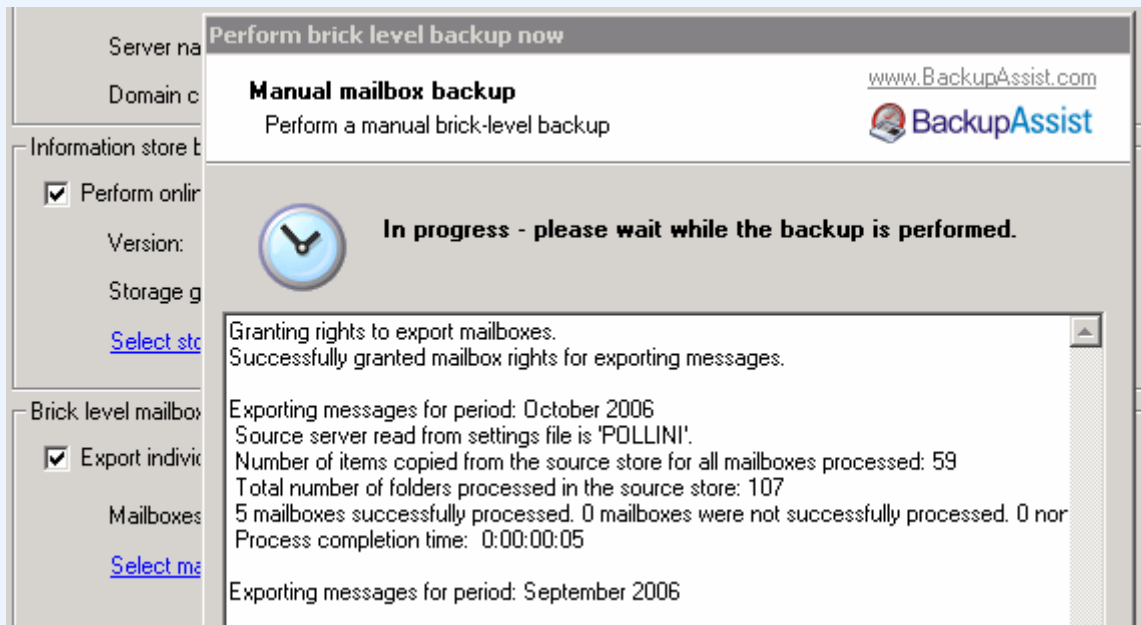 Perform brick level backup now
Manual mailbox backup
Perform a manual brick-level backup
www.BackupAssist.com
BackupAssist
Server na
Domain c
Information store b
Perform onlin
Version:
Storage g
Select sto
Brick level mailbox
Export individ
Mailboxes
Select ma
In progress - please wait while the backup is performed.
Granting rights to export mailboxes.
Successfully granted mailbox rights for exporting messages.
Exporting messages for period: October 2006
Source server read from settings file is 'POLLINI'.
Number of items copied from the source store for all mailboxes processed: 59
Total number of folders processed in the source store: 107
5 mailboxes successfully processed. 0 mailboxes were not successfully processed. 0 nor
Process completion time:  0:00:00:05
Exporting messages for period: September 2006